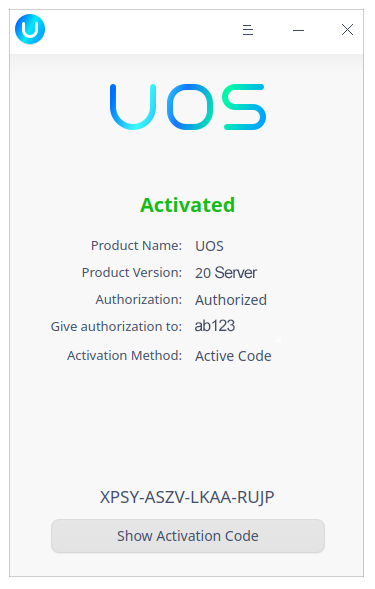 UOS
Activated
Product Name: UOS
Product Version: 20 Server
Authorization: Authorized
Give authorization to: ab123
Activation Method: Active Code
XPSY-ASZV-LKAA-RUJP
Show Activation Code